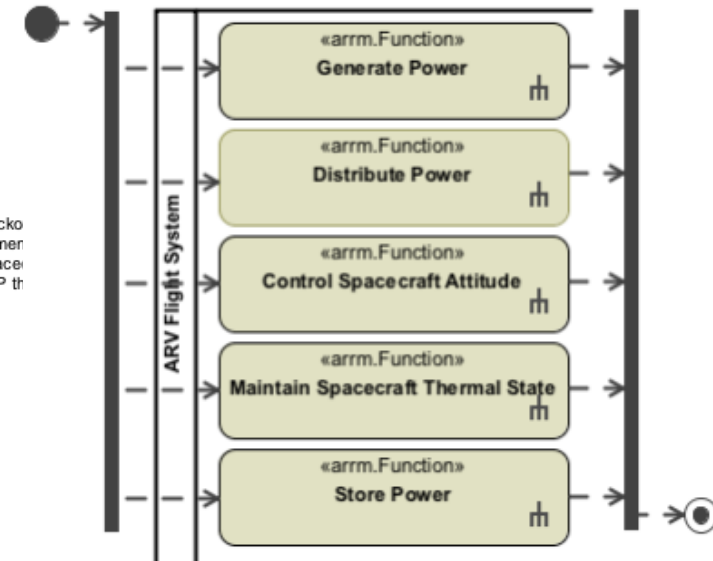 «arrm.Function»
Generate Power
«arrm.Function»
Distribute Power
ARV Flight System
«arrm.Function»
Control Spacecraft Attitude
«arrm.Function»
Maintain Spacecraft Thermal State
«arrm.Function»
Store Power